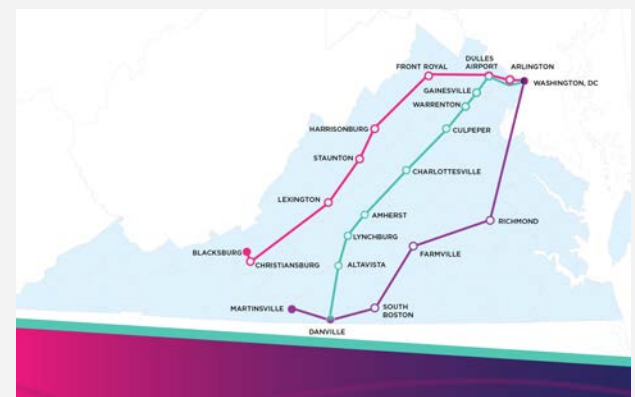 DULLES
AIRPORT
ARLINGTON
FRONT ROYAL
WASHINGTON, DC
GAINESVILLE
WARRENTON
HARRISONBURG
CULPEPER
STAUNTON
CHARLOTTESVILLE
LEXINGTON
AMHERST
RICHMOND
LYNCHBURG
BLACKSBURG
FARMVILLE
CHRISTIANSBURG
ALTAVISTA
MARTINSVILLE
SOUTH
BOSTON
DANVILLE